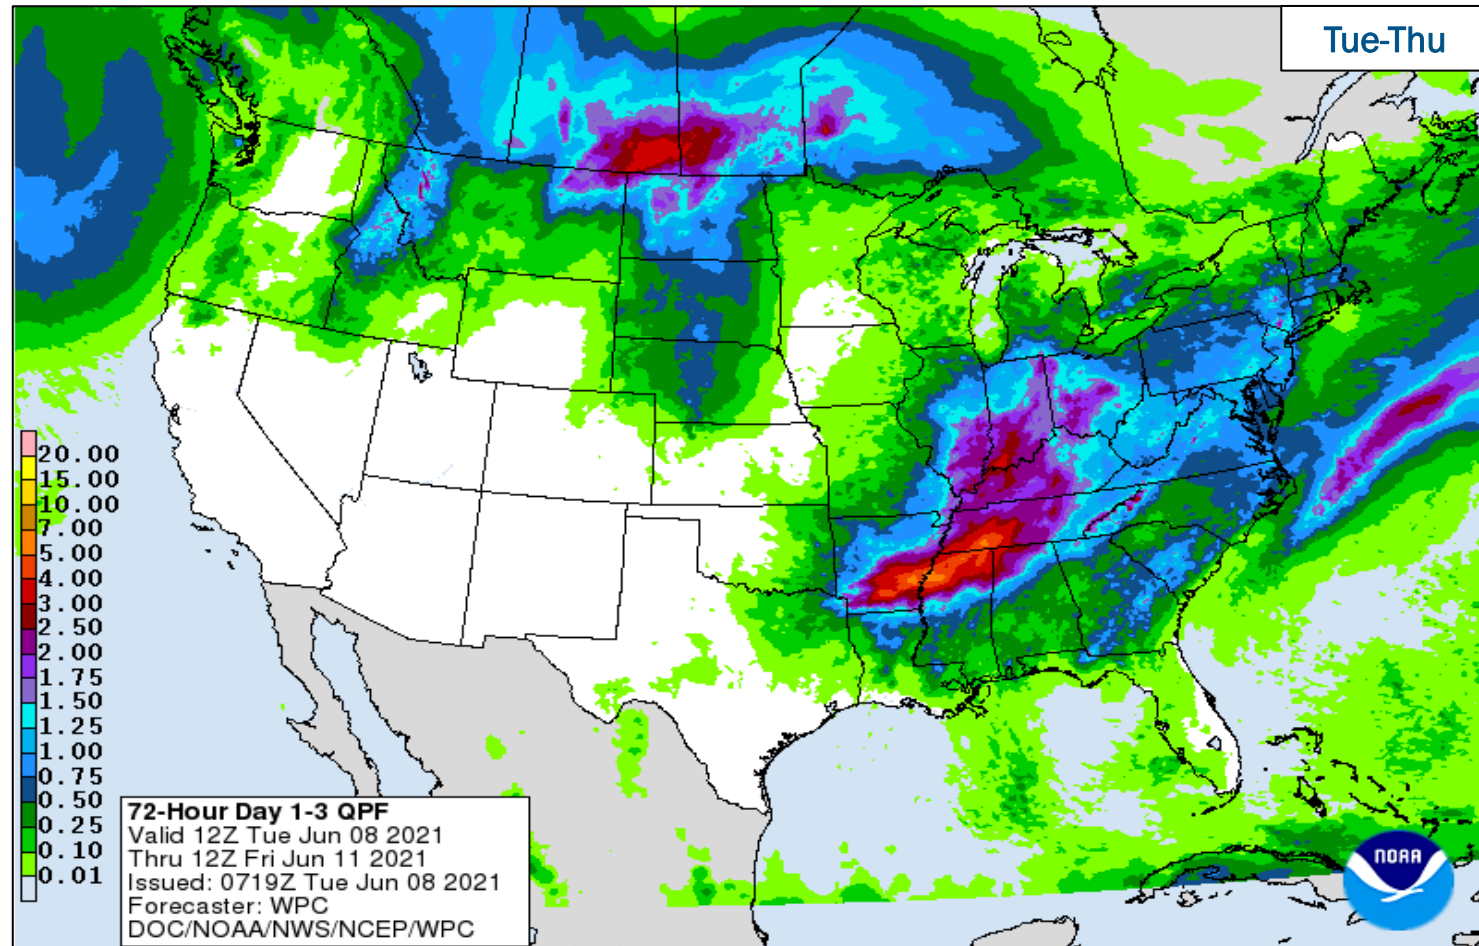 Tue-Thu
20.00
15.00
10.00
7.00
5.00
4.00
3.00
2.50
2.00
1.75
1.50
1.25
1.00
0.75
0.50
0.25
0.10
0.01
2
72-Hour Day 1-3 QPF
Valid 12Z Tue Jun 08 2021
Thru 12Z Fri Jun 11 2021
Issued: 0719Z Tue Jun 08 2021
Forecaster: WPC
DOC/NOAA/NWS/NCEP/WPC
NOAA